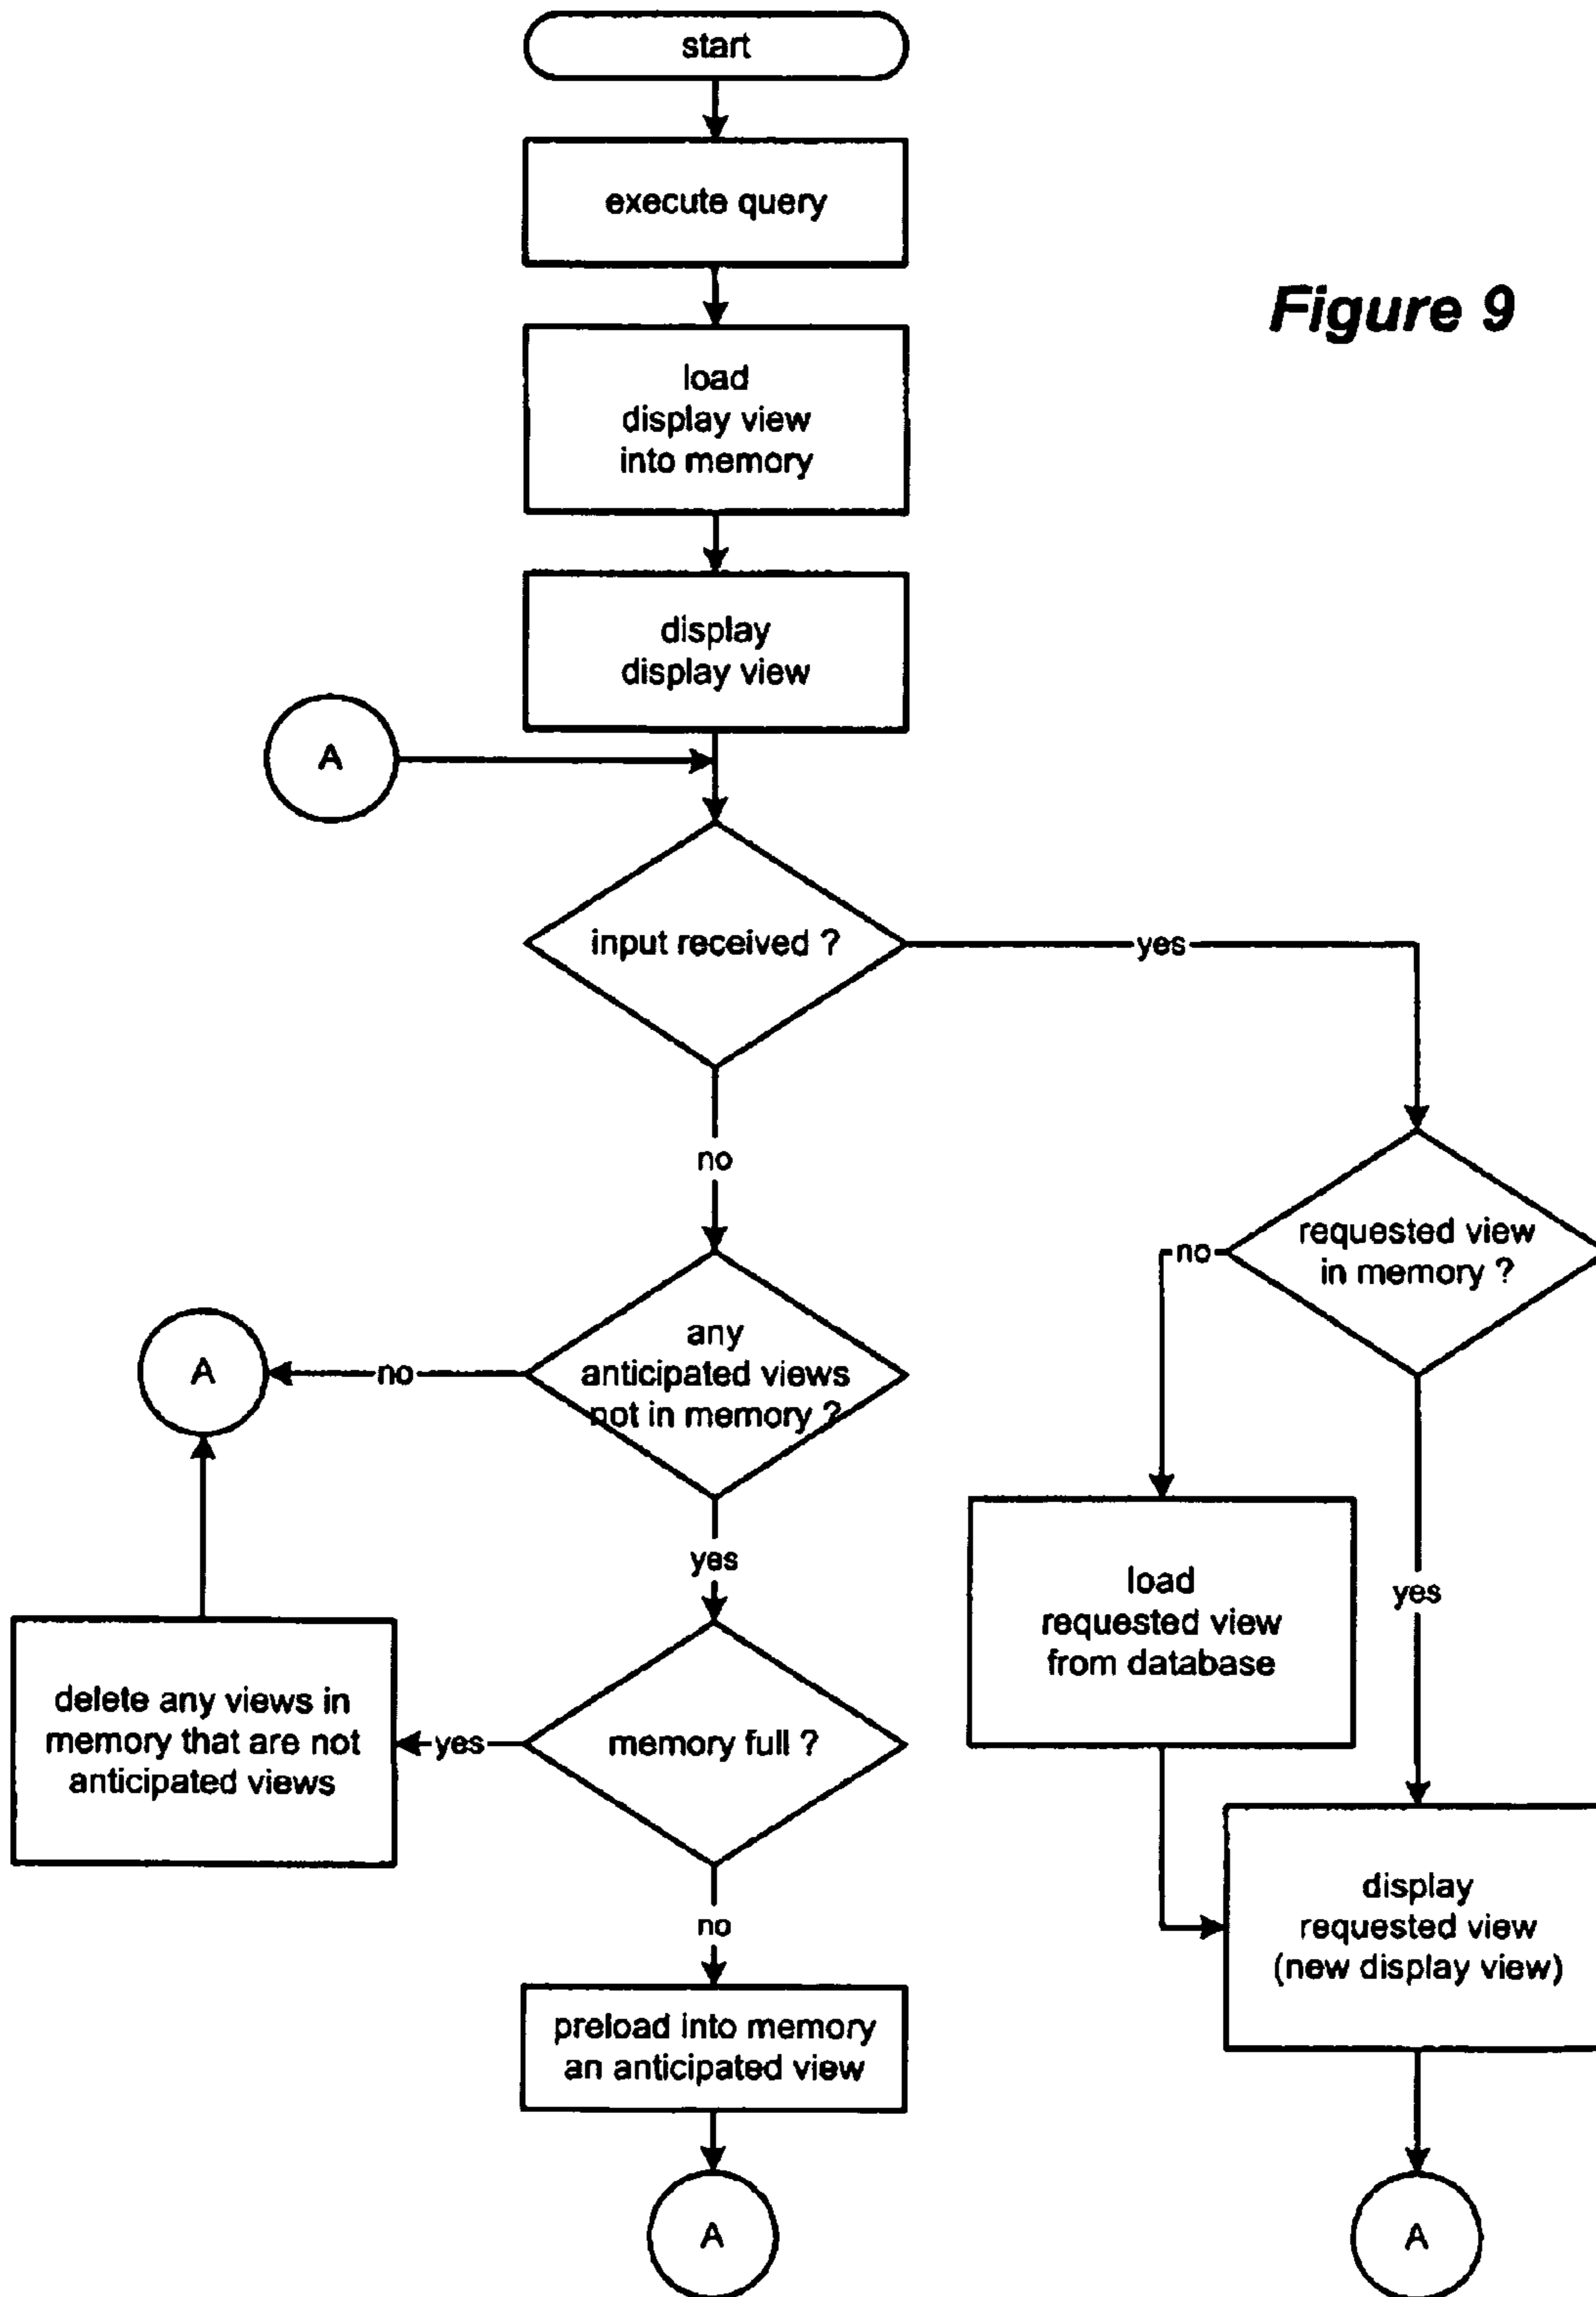 start
execute query
Figure 9
load
display view
into memory
display
display view
A
input received ?
yes
no
requested view
in memory ?
no
any
anticipated views
not in memory ?
no
A
yes
load
requested view
from database
yes
delete any views in
memory that are not
anticipated views
yes
memory full ?
display
requested view
(new display view)
no
preload into memory
an anticipated view
A
A